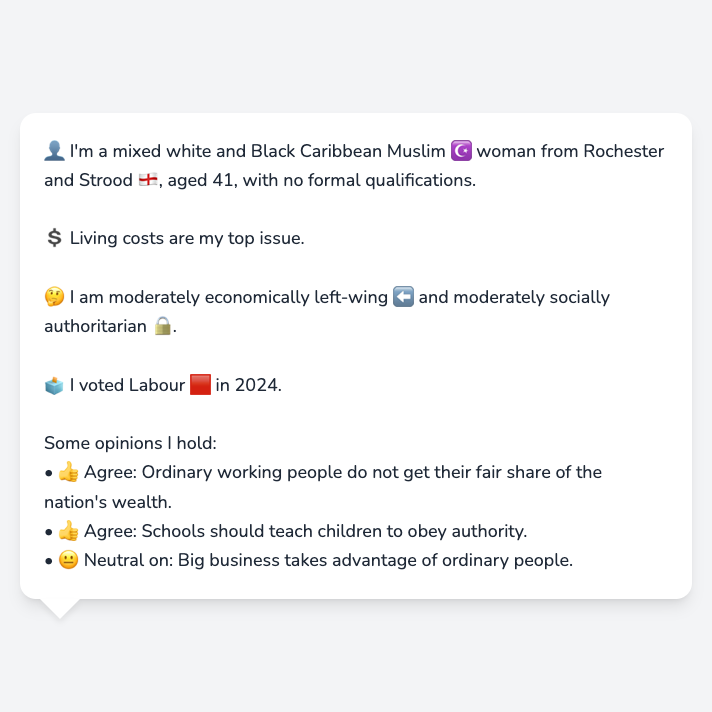 👤 I'm a mixed white and Black Caribbean Muslim ☪️ woman from Rochester
and Strood 🏴󠁧󠁢󠁥󠁮󠁧󠁿, aged 41, with no formal qualifications.
💲 Living costs are my top issue.
🤔 I am moderately economically left-wing ⬅️ and moderately socially
authoritarian 🔒.
🗳️ I voted Labour 🟥 in 2024.
Some opinions I hold:
• 👍 Agree: Ordinary working people do not get their fair share of the
nation's wealth.
• 👍 Agree: Schools should teach children to obey authority.
• 😐 Neutral on: Big business takes advantage of ordinary people.